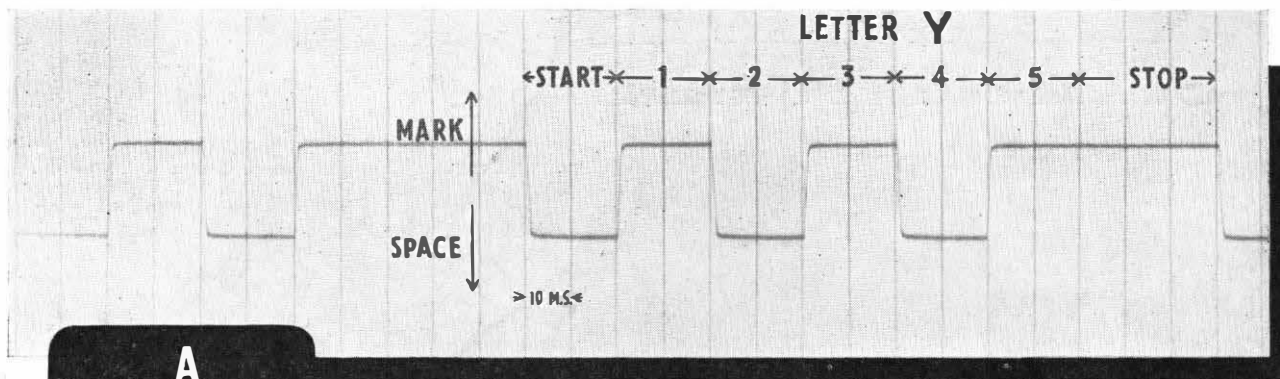 LETTER Y
←START→ 1 2 3 4 5 STOP→
MARK
SPACE
>10 M.S.<
A